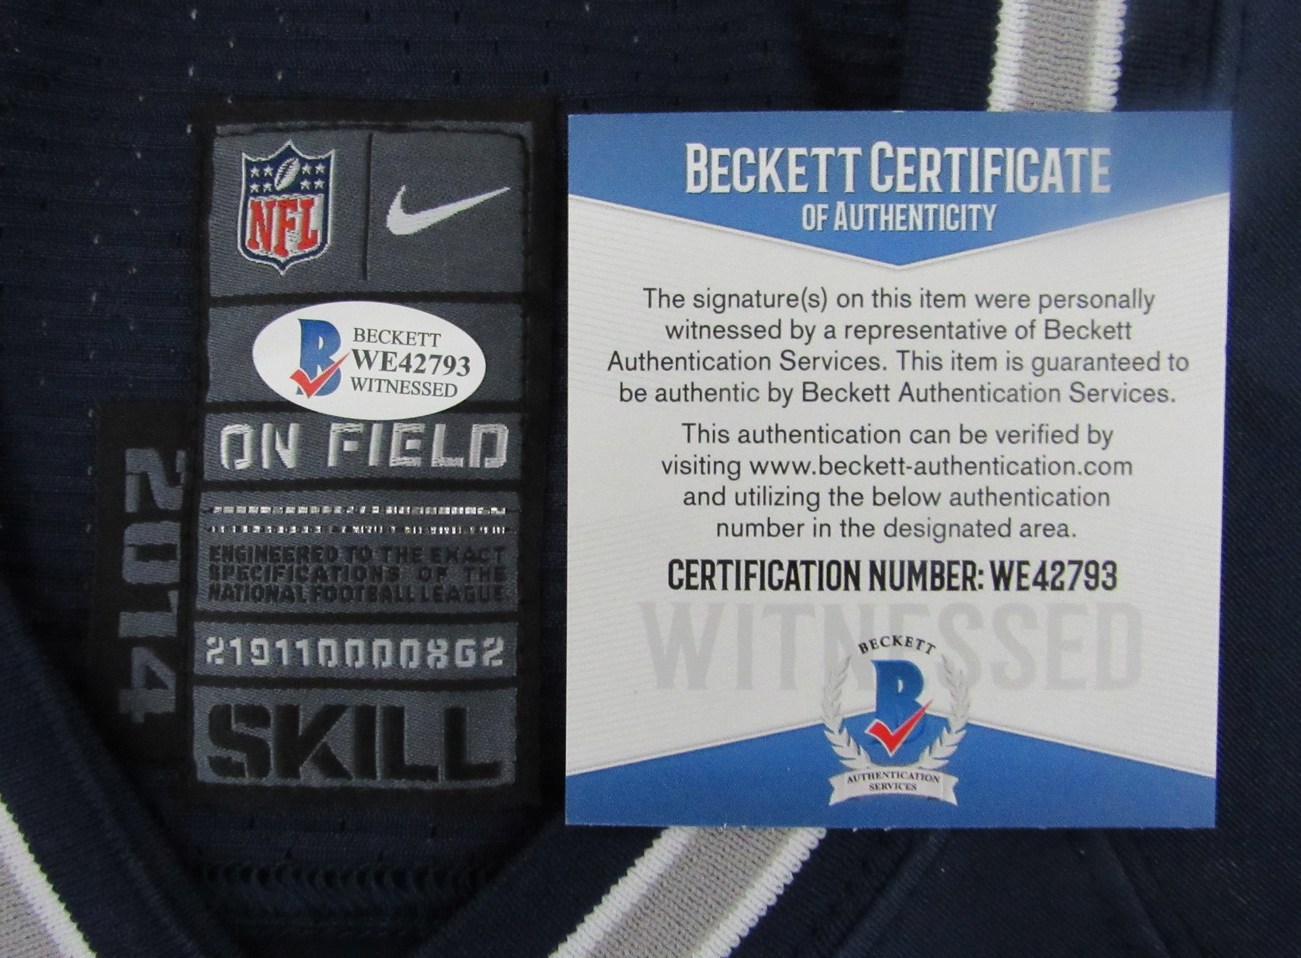 NFL
BECKETT
WE42793
WITNESSED
ON FIELD
ENGINEERED TO THE EXACT
SPECIFICATIONS OF THE
NATIONAL FOOTBALL LEAGUE
2191100008G2
SKILL
2014
BECKETT CERTIFICATE
OF AUTHENTICITY
The signature(s) on this item were personally
witnessed by a representative of Beckett
Authentication Services. This item is guaranteed to
be authentic by Beckett Authentication Services.
This authentication can be verified by
visiting www.beckett-authentication.com
and utilizing the below authentication
number in the designated area.
CERTIFICATION NUMBER: WE42793
WITNESSED
BECKETT
B
AUTHENTICATION
SERVICES